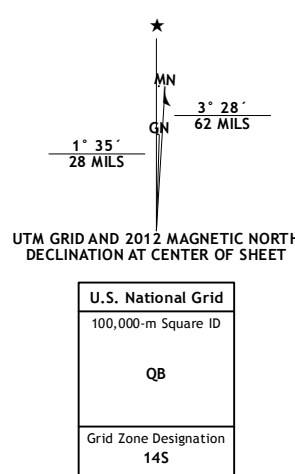 ★
MN
3° 28´
62 MILS
GN
1° 35´
28 MILS
UTM GRID AND 2012 MAGNETIC NORTH
DECLINATION AT CENTER OF SHEET
U.S. National Grid
100,000-m Square ID
QB
Grid Zone Designation
14S